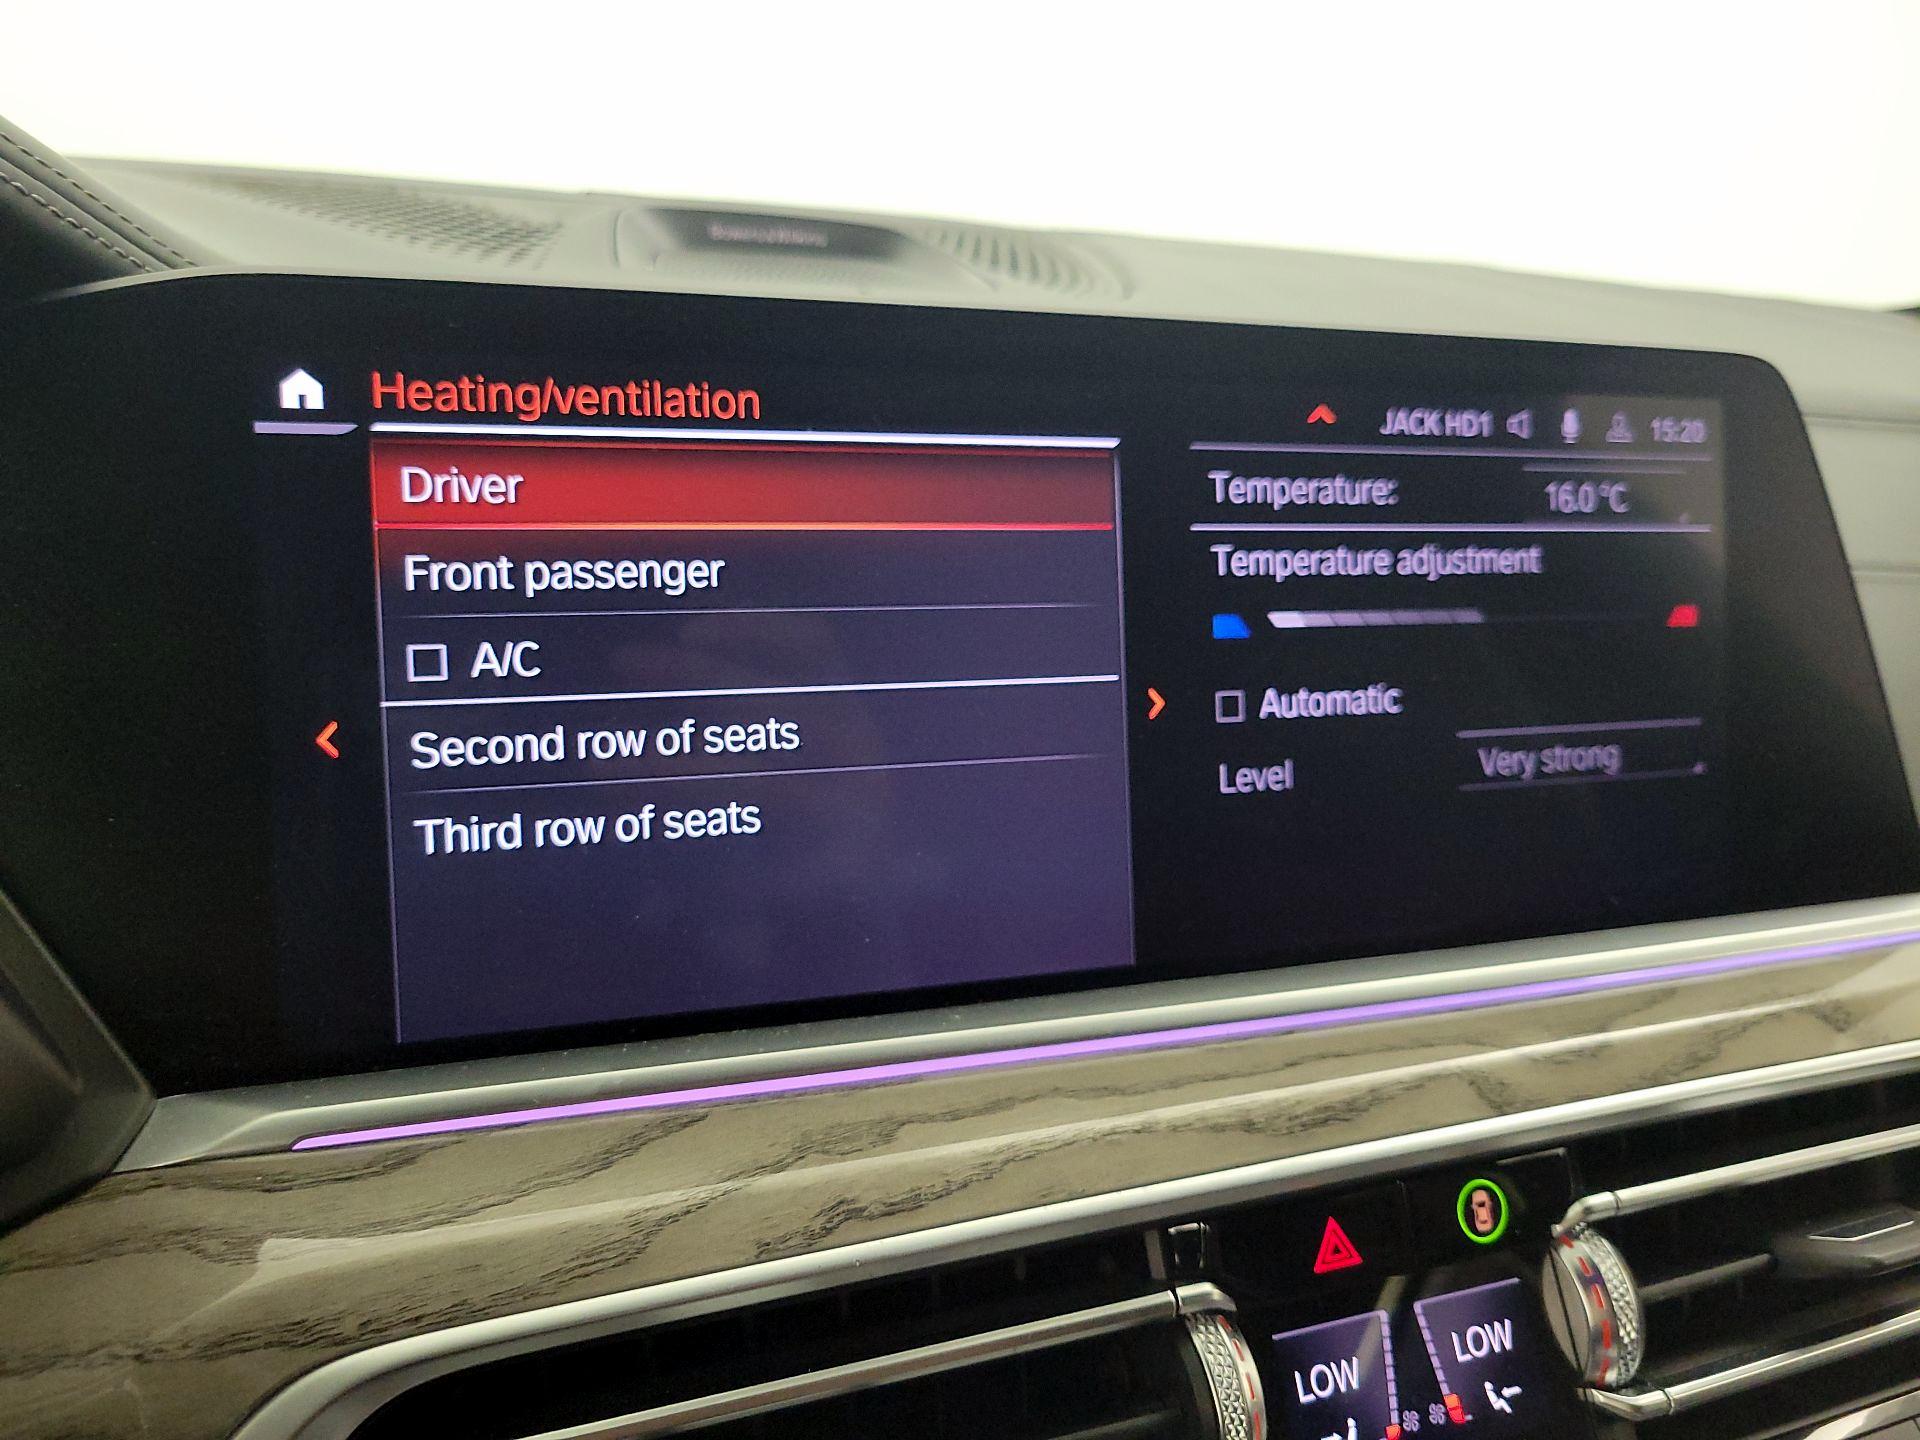 Heating/ventilation
JACK HD1 15:20
Driver
Front passenger
A/C
Second row of seats
Third row of seats
Temperature: 16.0 °C
Temperature adjustment
Automatic
Level Very strong
LOW LOW